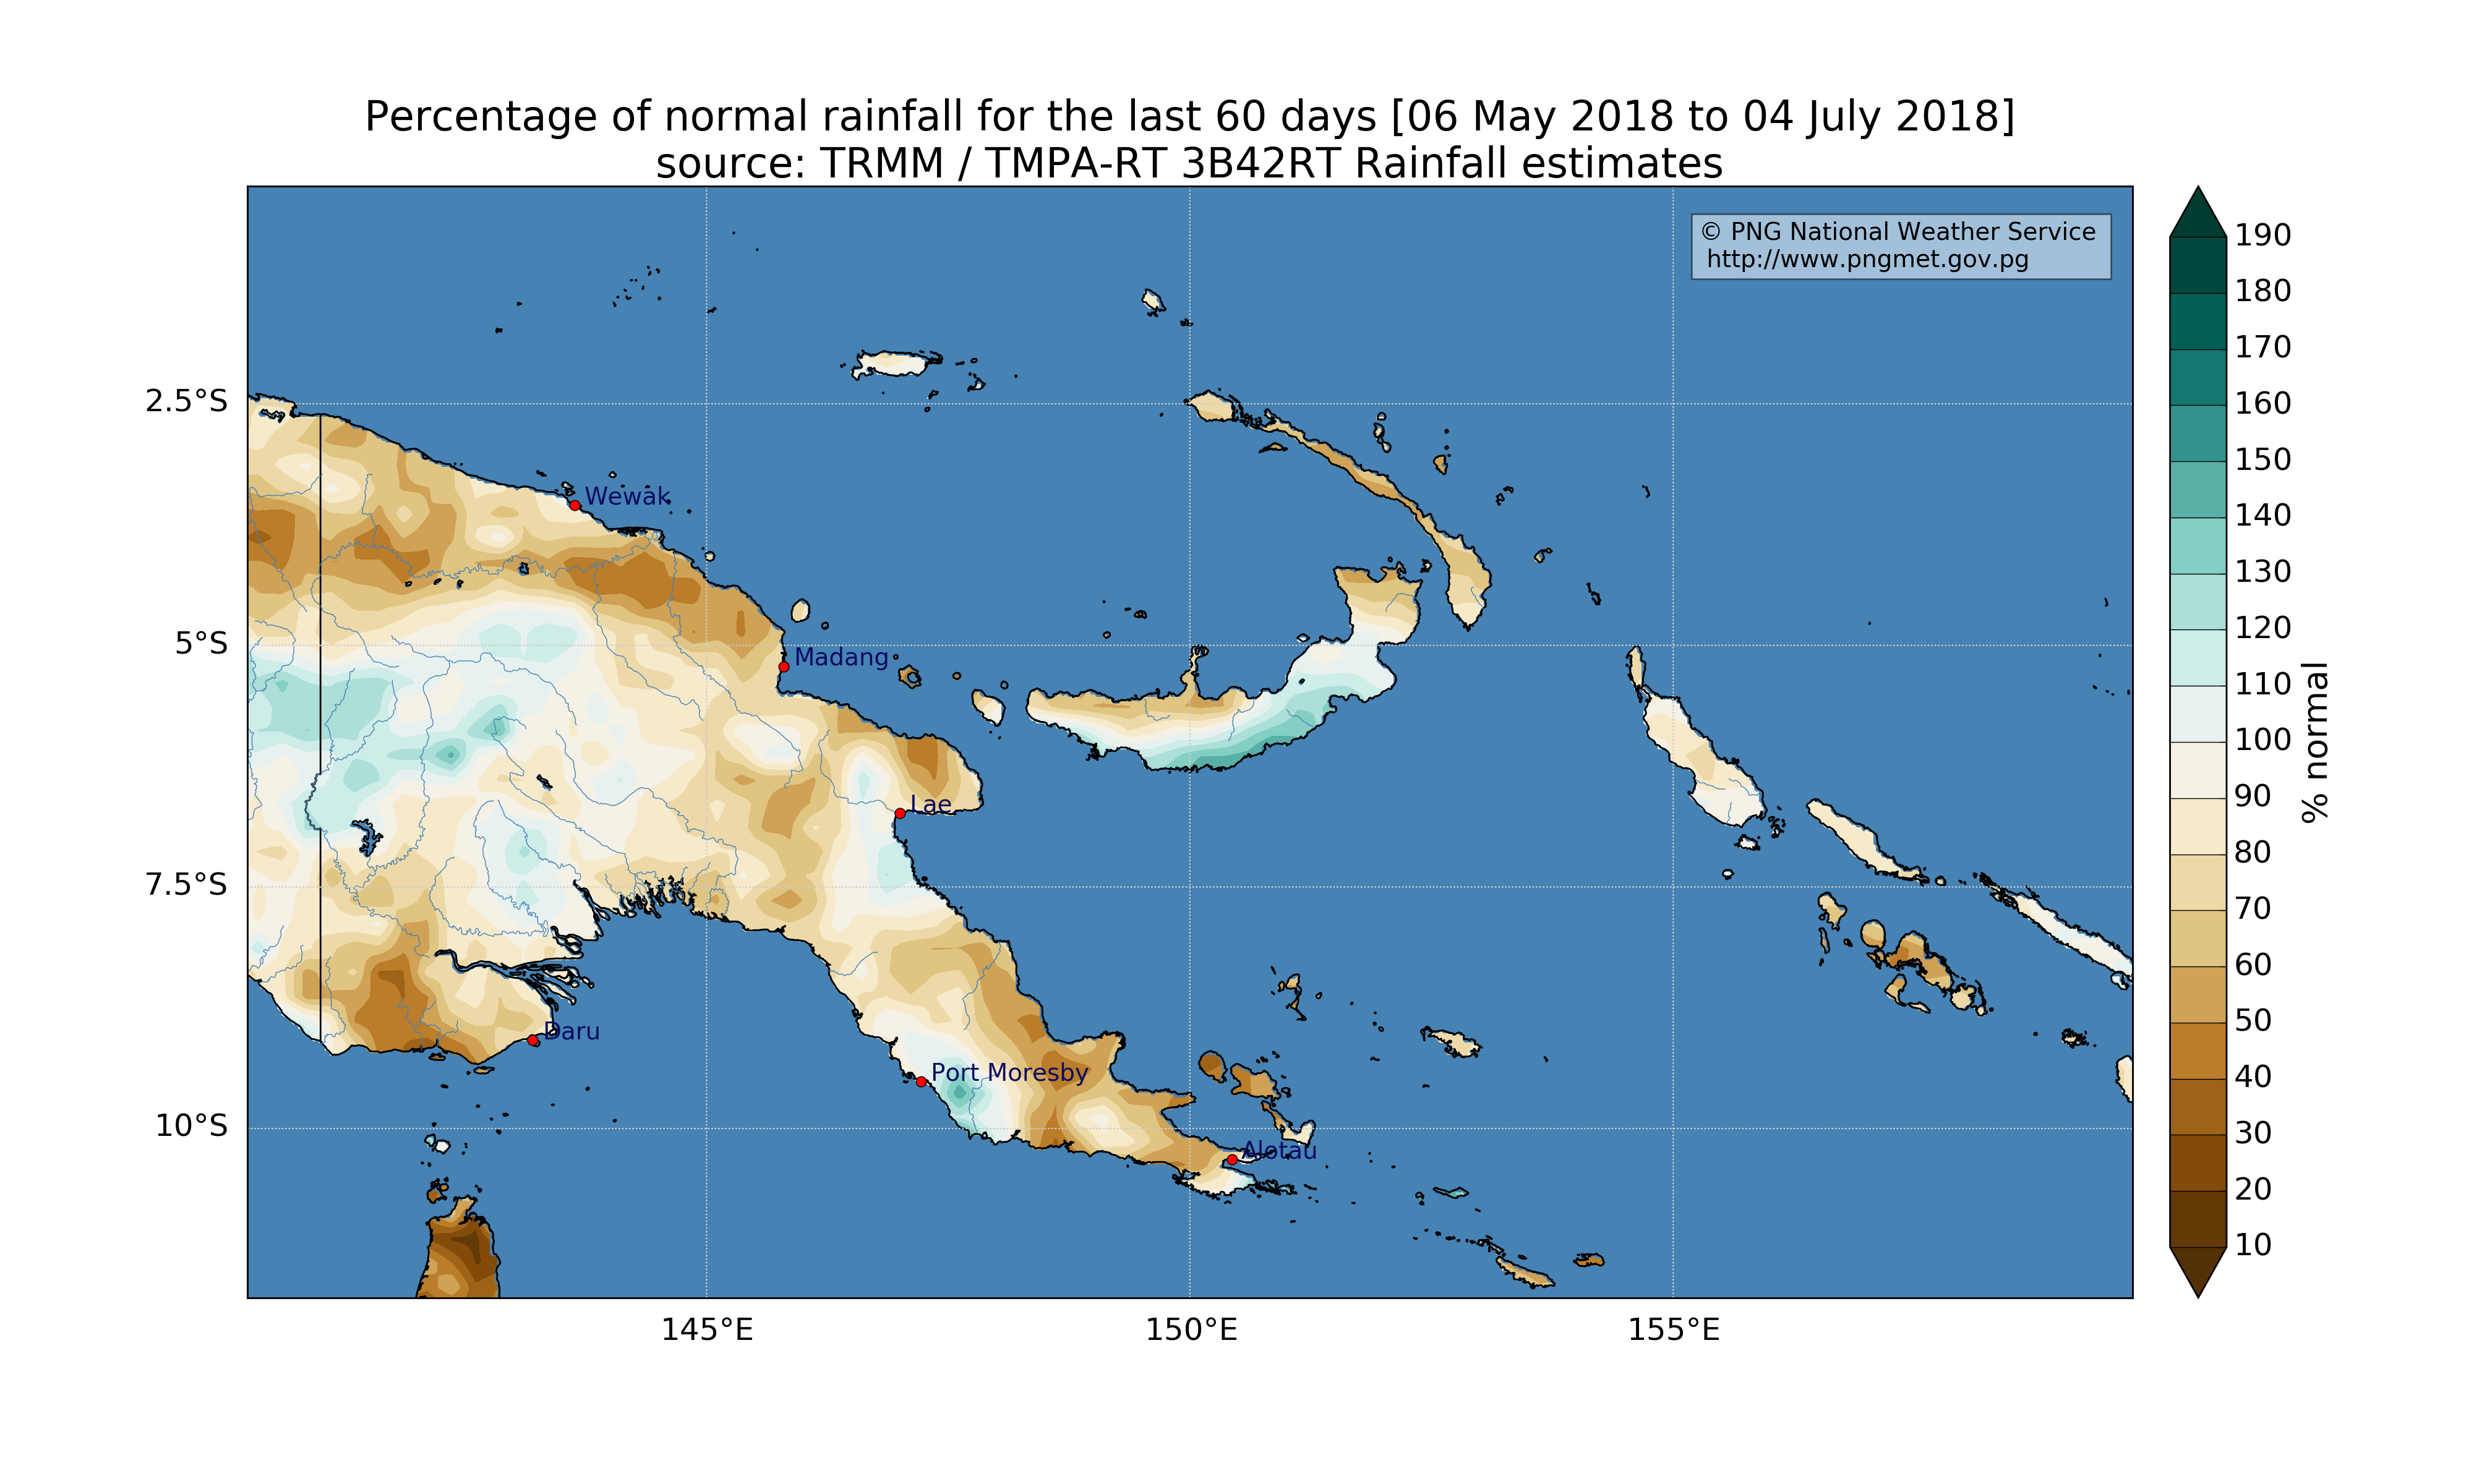 Percentage of normal rainfall for the last 60 days [06 May 2018 to 04 July 2018]
source: TRMM / TMPA-RT 3B42RT Rainfall estimates
© PNG National Weather Service
http://www.pngmet.gov.pg
2.5°S
5°S
7.5°S
10°S
145°E
150°E
155°E
Wewak
Madang
Lae
Daru
Port Moresby
Alotau
190
180
170
160
150
140
130
120
110
100
90
80
70
60
50
40
30
20
10
% normal